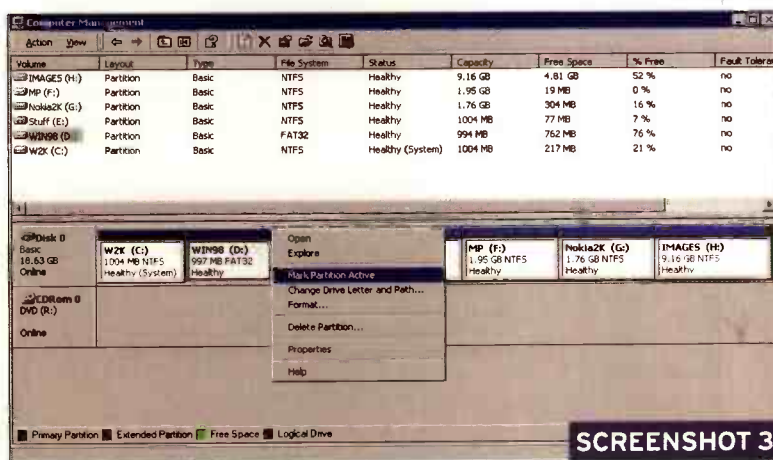 Computer Management
Action View
Volume Layout Type File System Status Capacity Free Space % Free Fault Tolera
IMAGES (H:) Partition Basic NTFS Healthy 9.16 GB 4.81 GB 52 % no
MP (F:) Partition Basic NTFS Healthy 1.95 GB 19 MB 0 % no
Nokia2K (G:) Partition Basic NTFS Healthy 1.76 GB 304 MB 16 % no
Stuff (E:) Partition Basic NTFS Healthy 1004 MB 77 MB 7 % no
WIN98 (D Partition Basic FAT32 Healthy 994 MB 762 MB 76 % no
W2K (C:) Partition Basic NTFS Healthy (System) 1004 MB 217 MB 21 % no
Disk 0
Basic
18.63 GB
Online
W2K (C:)
1004 MB NTFS
Healthy (System)
WIN98 (D:)
997 MB FAT32
Healthy
Open
Explore
Mark Partition Active
Change Drive Letter and Path...
Format...
Delete Partition...
Properties
Help
MP (F:)
1.95 GB NTFS
Healthy
Nokia2K (G:)
1.76 GB NTFS
Healthy
IMAGES (H:)
9.16 GB NTFS
Healthy
CDRom 0
DVD (R:)
Online
Primary Partition Extended Partition Free Space Logical Drive
SCREENSHOT 3